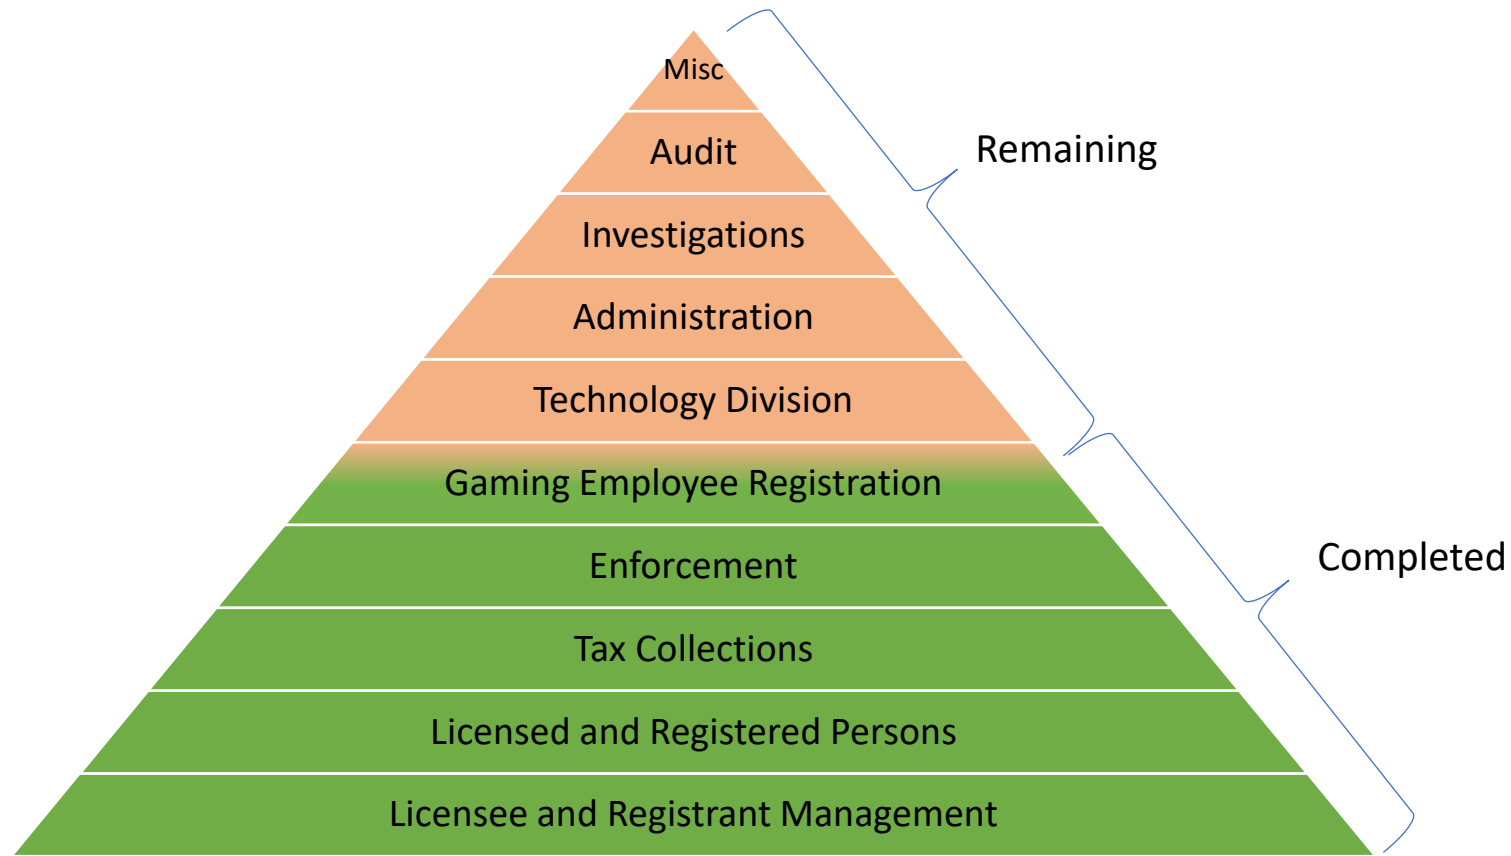 Misc
Audit
Remaining
Investigations
Administration
Technology Division
Gaming Employee Registration
Enforcement
Completed
Tax Collections
Licensed and Registered Persons
Licensee and Registrant Management